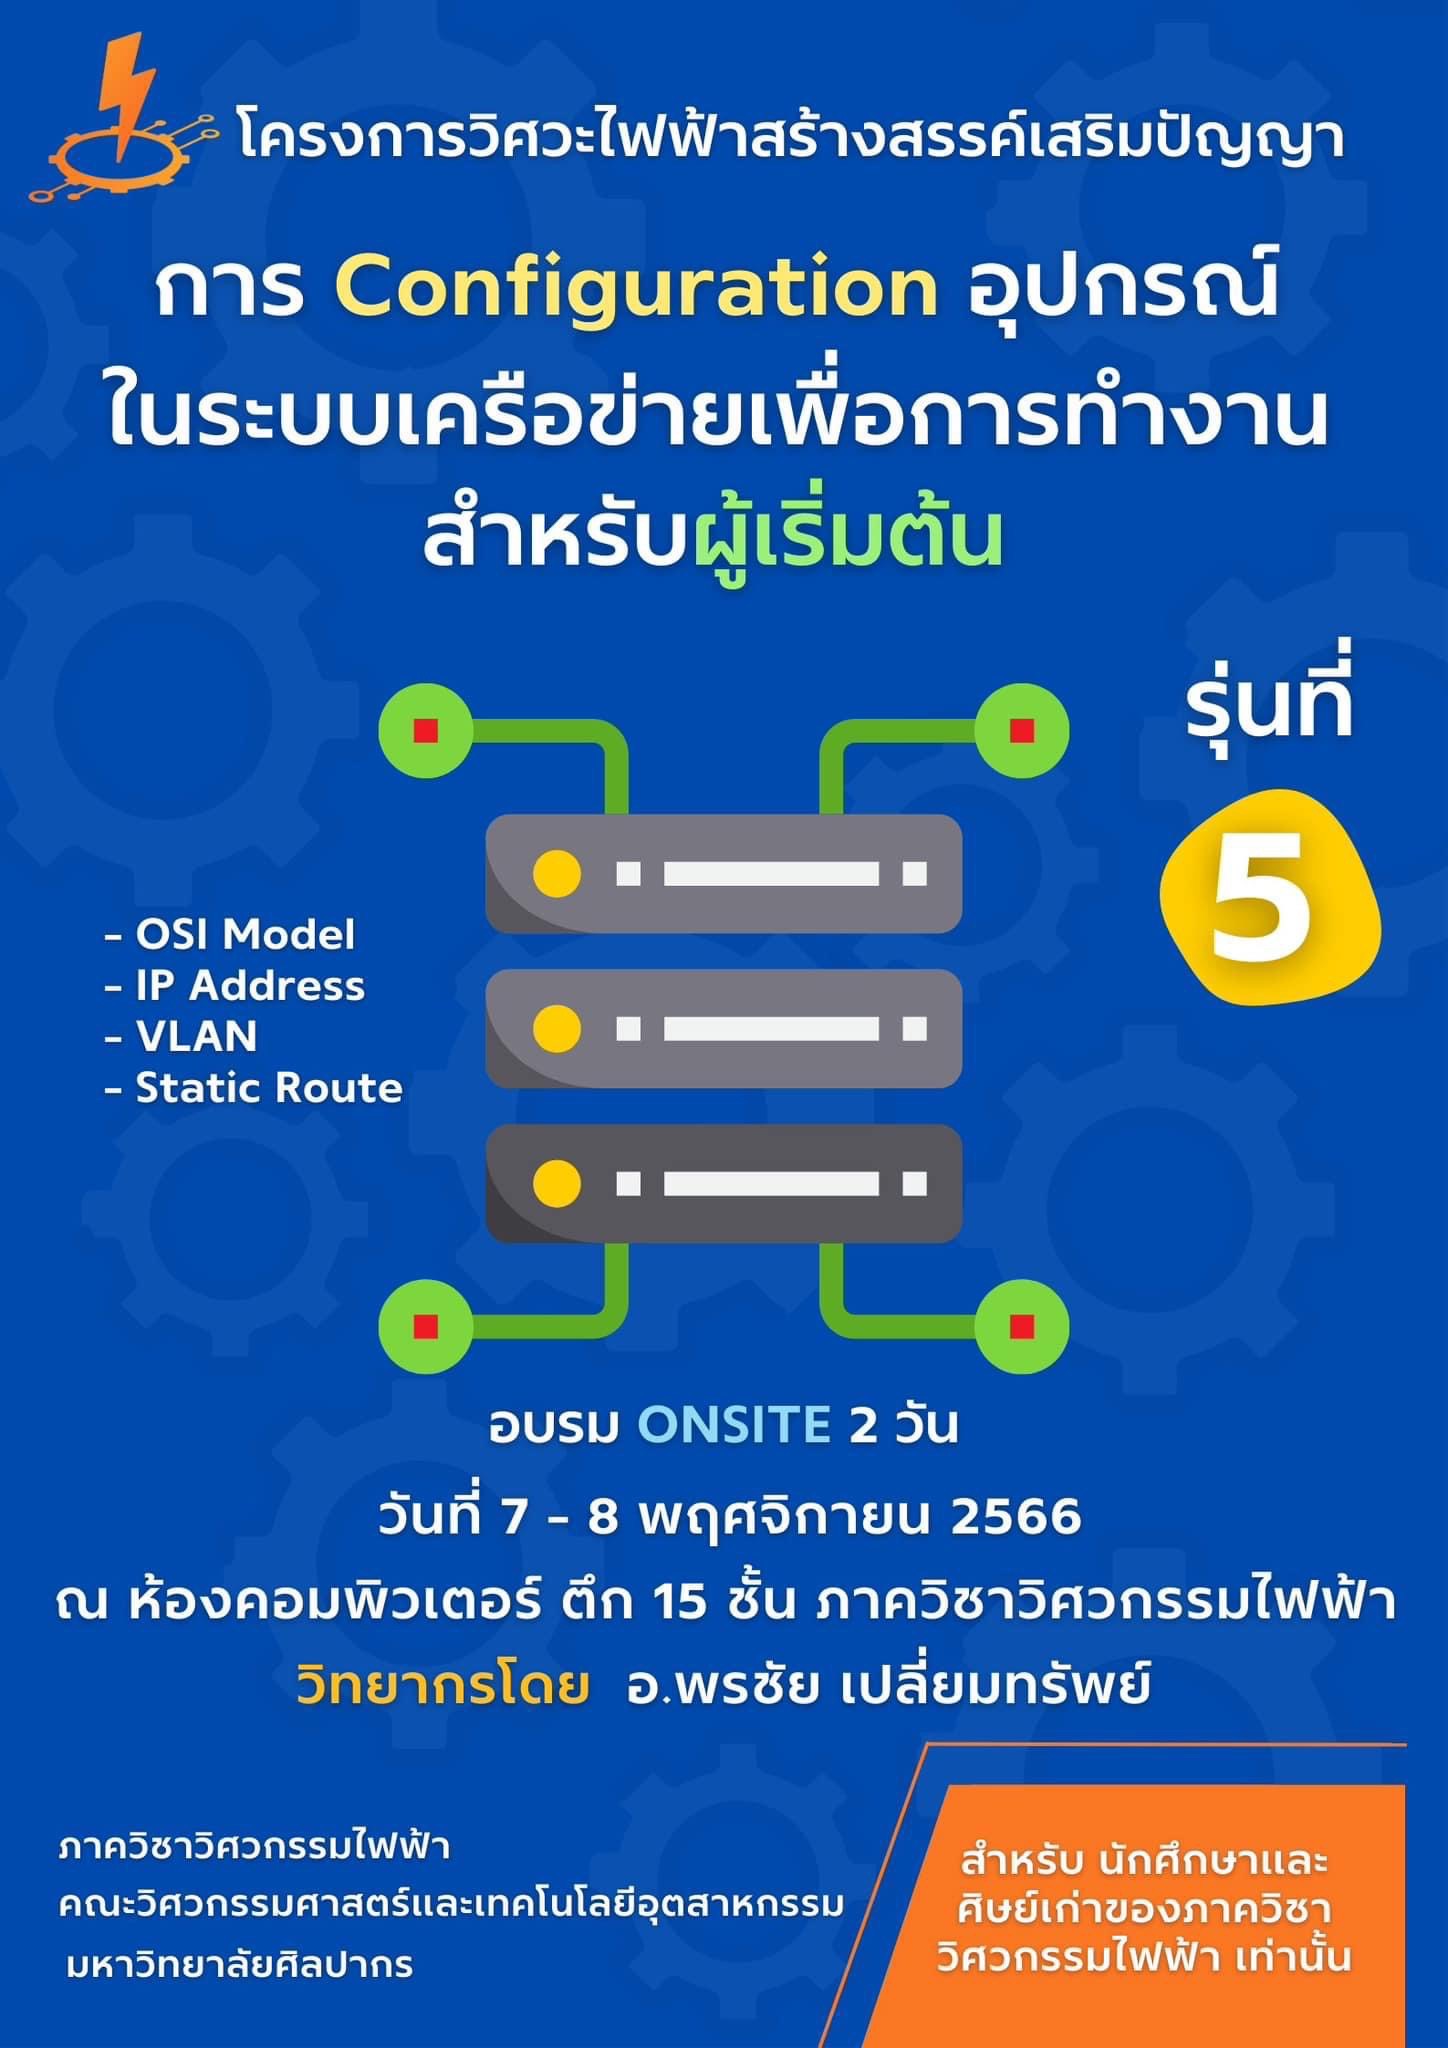 โครงการวิศวะไฟฟ้าสร้างสรรค์เสริมปัญญา
การ Configuration อุปกรณ์
ในระบบเครือข่ายเพื่อการทำงาน
สำหรับผู้เริ่มต้น
รุ่นที่
5
- OSI Model
- IP Address
- VLAN
- Static Route
อบรม ONSITE 2 วัน
วันที่ 7 - 8 พฤศจิกายน 2566
ณ ห้องคอมพิวเตอร์ ตึก 15 ชั้น ภาควิชาวิศวกรรมไฟฟ้า
วิทยากรโดย อ.พรชัย เปลี่ยมทรัพย์
ภาควิชาวิศวกรรมไฟฟ้า
คณะวิศวกรรมศาสตร์และเทคโนโลยีอุตสาหกรรม
มหาวิทยาลัยศิลปากร
สำหรับ นักศึกษาและ
ศิษย์เก่าของภาควิชา
วิศวกรรมไฟฟ้า เท่านั้น